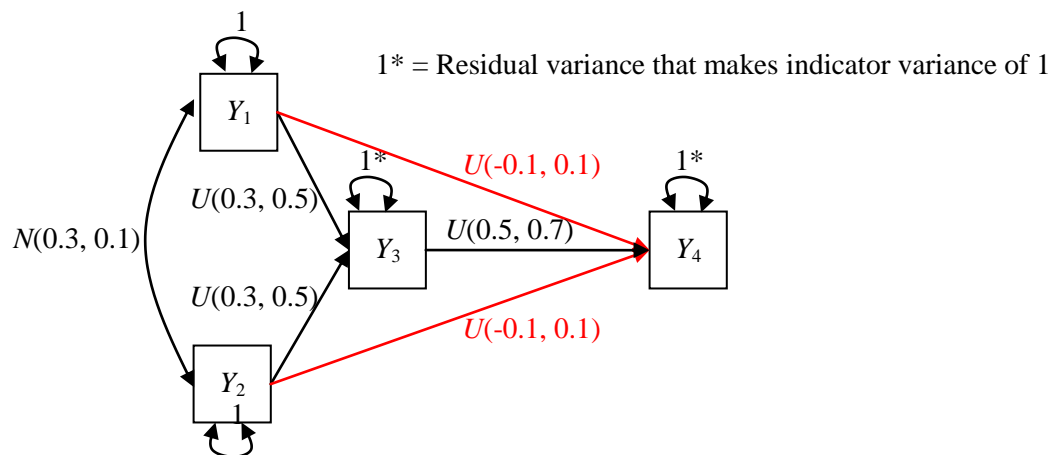 1
1* = Residual variance that makes indicator variance of 1
Y1
1*
U(-0.1, 0.1)
1*
U(0.3, 0.5)
N(0.3, 0.1)
Y3
U(0.5, 0.7)
Y4
U(0.3, 0.5)
U(-0.1, 0.1)
Y2
1